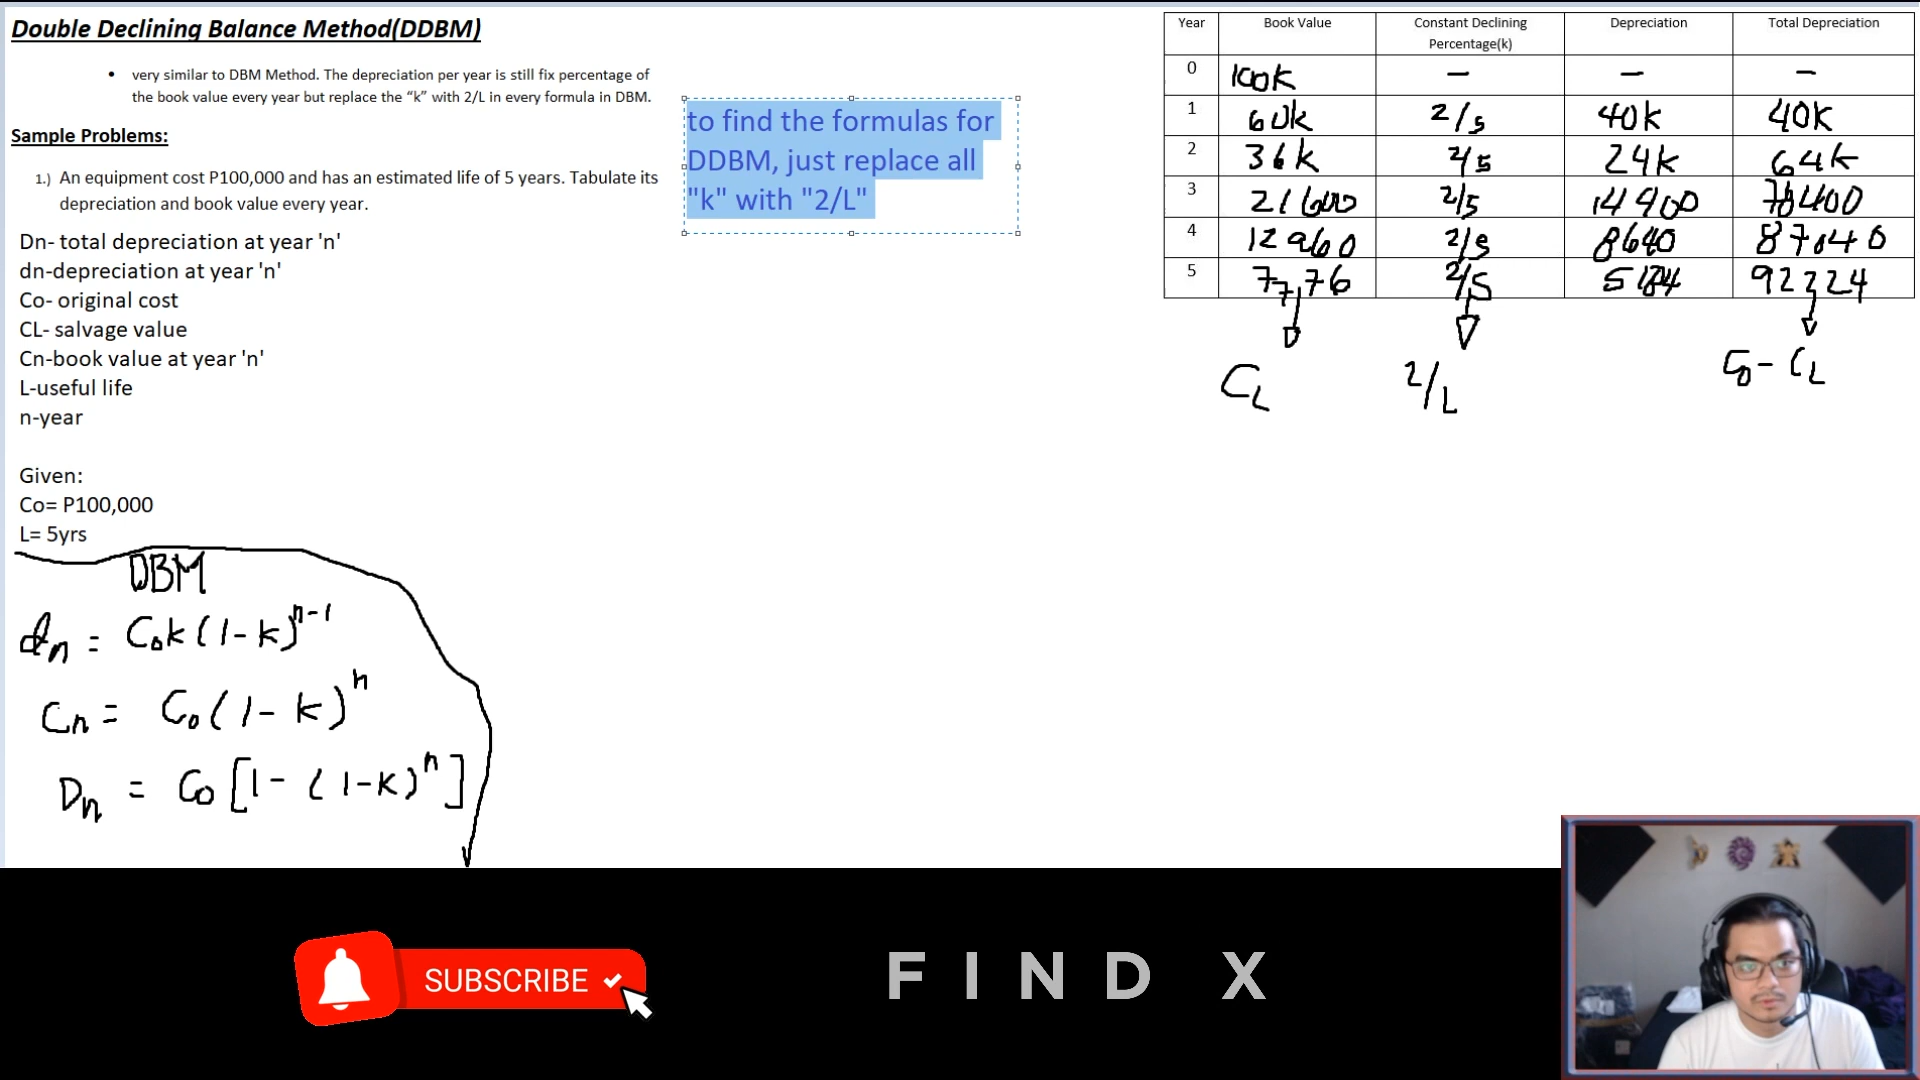 Double Declining Balance Method(DDBM)
• very similar to DBM Method. The depreciation per year is still fix percentage of
the book value every year but replace the “k” with 2/L in every formula in DBM.
Sample Problems:
1.) An equipment cost P100,000 and has an estimated life of 5 years. Tabulate its
depreciation and book value every year.
Dn- total depreciation at year 'n'
dn-depreciation at year 'n'
Co- original cost
CL- salvage value
Cn-book value at year 'n'
L-useful life
n-year
Given:
Co= P100,000
L= 5yrs
DBM
dn = Cok(1-k)^n-1
Cn = Co(1-k)^n
Dn = Co[1-(1-k)^n]
to find the formulas for
DDBM, just replace all
"k" with "2/L"
Year Book Value Constant Declining Percentage(k) Depreciation Total Depreciation
0 100k - - -
1 60k 2/5 40k 40k
2 36k 2/5 24k 64k
3 21600 2/5 14400 78400
4 12960 2/5 8640 87040
5 7776 2/5 5184 92224
CL 2/L Co - CL
SUBSCRIBE
FIND X